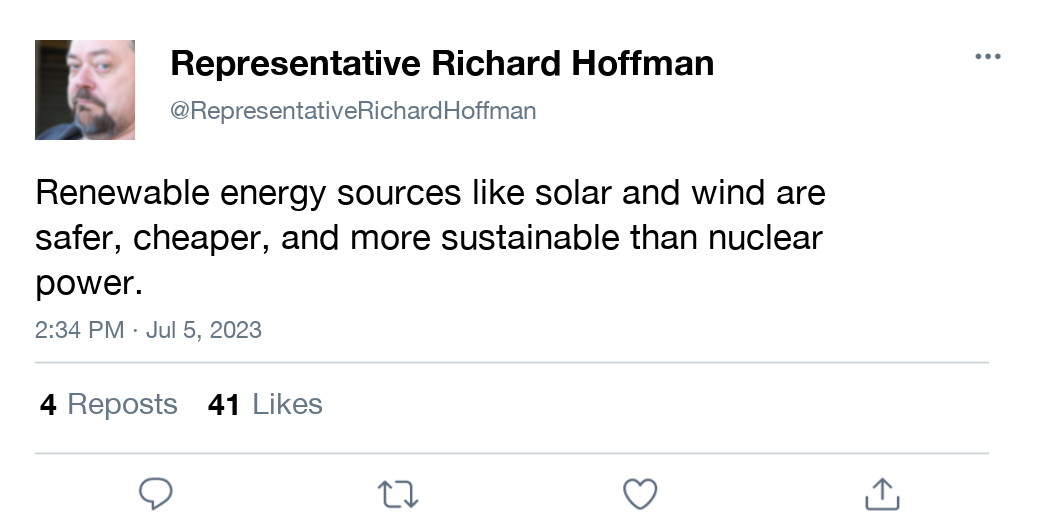 Representative Richard Hoffman
@RepresentativeRichardHoffman
Renewable energy sources like solar and wind are
safer, cheaper, and more sustainable than nuclear
power.
2:34 PM · Jul 5, 2023
4 Reposts 41 Likes